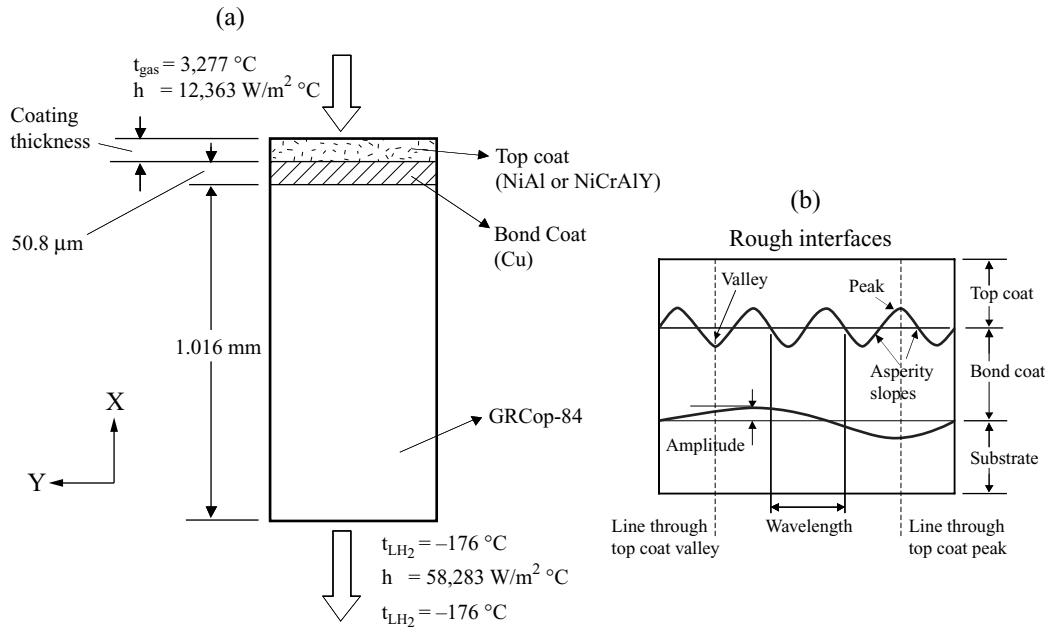 (a)
t_gas = 3,277 °C
h = 12,363 W/m² °C
Coating
thickness
Top coat
(NiAl or NiCrAlY)
50.8 µm
Bond Coat
(Cu)
1.016 mm
X
Y
GRCop-84
t_LH₂ = –176 °C
h = 58,283 W/m² °C
t_LH₂ = –176 °C
(b)
Rough interfaces
Valley
Peak
Top coat
Asperity
slopes
Bond coat
Amplitude
Substrate
Line through
top coat valley
Wavelength
Line through
top coat peak